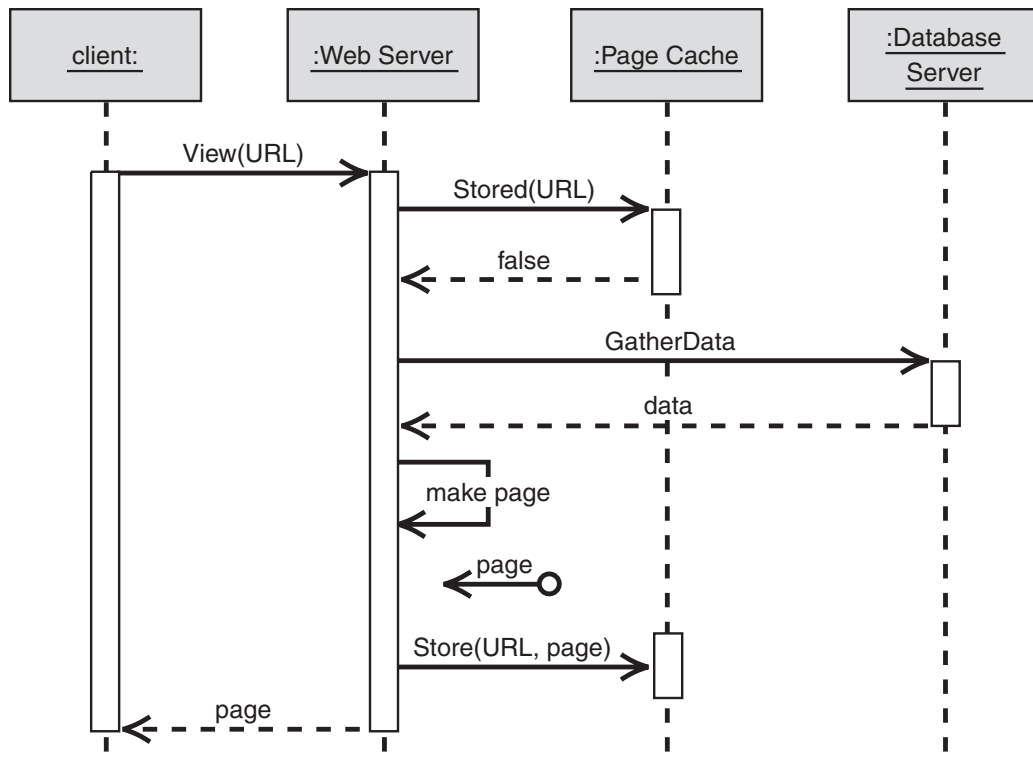 client:
:Web Server
:Page Cache
:Database
Server
View(URL)
Stored(URL)
false
GatherData
data
make page
page
Store(URL, page)
page